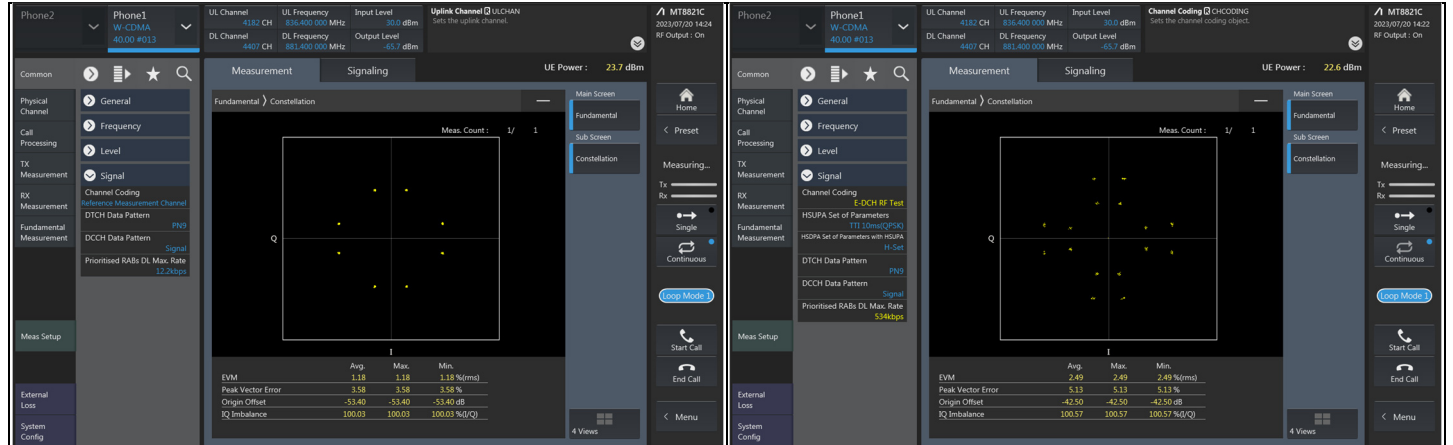 Phone2
Phone1
W-CDMA
40.00 #013
UL Channel
4182 CH
UL Frequency
836.400 000 MHz
Input Level
30.0 dBm
DL Channel
4407 CH
DL Frequency
881.400 000 MHz
Output Level
-65.7 dBm
Uplink Channel ULCHAN
Sets the uplink channel.
MT8821C
2023/07/20 14:24
RF Output : On
Common
Physical
Channel
Call
Processing
TX
Measurement
RX
Measurement
Fundamental
Measurement
Meas Setup
External
Loss
System
Config
General
Frequency
Level
Signal
Channel Coding
Reference Measurement Channel
DTCH Data Pattern
PN9
DCCH Data Pattern
Signal
Prioritised RABs DL Max. Rate
12.2kbps
Measurement
Signaling
UE Power : 23.7 dBm
Fundamental ❭ Constellation
Meas. Count : 1/ 1
Q
I
Avg. Max. Min.
EVM 1.18 1.18 1.18 %(rms)
Peak Vector Error 3.58 3.58 3.58 %
Origin Offset -53.40 -53.40 -53.40 dB
IQ Imbalance 100.03 100.03 100.03 %(I/Q)
Main Screen
Fundamental
Sub Screen
Constellation
4 Views
Home
< Preset
Measuring...
Tx
Rx
Single
Continuous
Loop Mode 1
Start Call
End Call
< Menu
Phone2
Phone1
W-CDMA
40.00 #013
UL Channel
4182 CH
UL Frequency
836.400 000 MHz
Input Level
30.0 dBm
DL Channel
4407 CH
DL Frequency
881.400 000 MHz
Output Level
-65.7 dBm
Channel Coding CHCODING
Sets the channel coding object.
MT8821C
2023/07/20 14:22
RF Output : On
Common
Physical
Channel
Call
Processing
TX
Measurement
RX
Measurement
Fundamental
Measurement
Meas Setup
External
Loss
System
Config
General
Frequency
Level
Signal
Channel Coding
E-DCH RF Test
HSUPA Set of Parameters
TTI 10ms(QPSK)
HSDPA Set of Parameters with HSUPA
H-Set
DTCH Data Pattern
PN9
DCCH Data Pattern
Signal
Prioritised RABs DL Max. Rate
534kbps
Measurement
Signaling
UE Power : 22.6 dBm
Fundamental ❭ Constellation
Meas. Count : 1/ 1
Q
I
Avg. Max. Min.
EVM 2.49 2.49 2.49 %(rms)
Peak Vector Error 5.13 5.13 5.13 %
Origin Offset -42.50 -42.50 -42.50 dB
IQ Imbalance 100.57 100.57 100.57 %(I/Q)
Main Screen
Fundamental
Sub Screen
Constellation
4 Views
Home
< Preset
Measuring...
Tx
Rx
Single
Continuous
Loop Mode 1
Start Call
End Call
< Menu